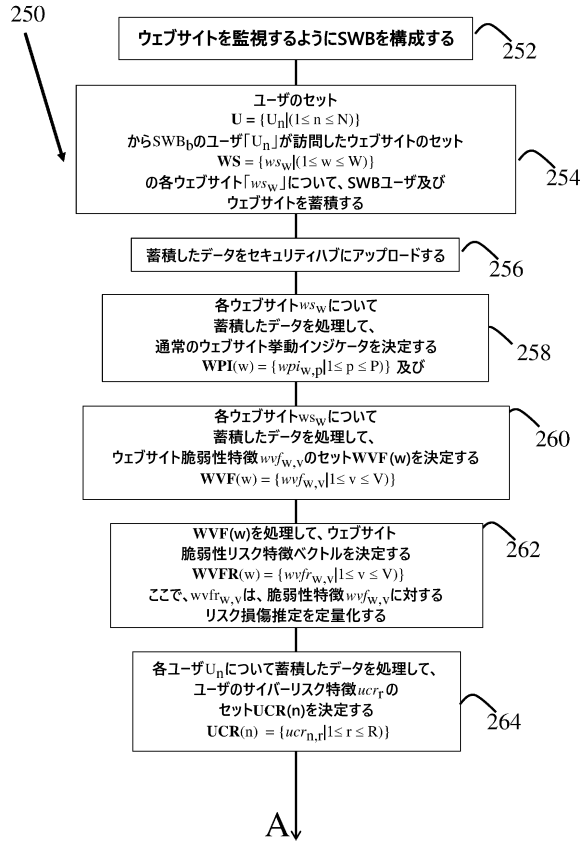 250
ウェブサイトを監視するようにSWBを構成する
252
ユーザのセット
U = {Un|(1≤ n ≤ N)}
からSWBbのユーザ「Un」が訪問したウェブサイトのセット
WS = {wsw|(1≤ w ≤ W)}
の各ウェブサイト「wsw」について、SWBユーザ及び
ウェブサイトを蓄積する
254
蓄積したデータをセキュリティハブにアップロードする
256
各ウェブサイトwswについて
蓄積したデータを処理して、
通常のウェブサイト挙動インジケータを決定する
WPI(w) = {wpiw,p|1≤ p ≤ P)} 及び
258
各ウェブサイトwsw
蓄積したデータを処理して、
ウェブサイト脆弱性特徴wvfw,vのセットWVF(w)を決定する
WVF(w) = {wvfw,v|1≤ v ≤ V)}
260
WVF(w)を処理して、ウェブサイト
脆弱性リスク特徴ベクトルを決定する
WVFR(w) = {wvfrw,v|1≤ v ≤ V)}
ここで、wvfrw,vは、脆弱性特徴wvfw,vに対する
リスク損傷推定を定量化する
262
各ユーザUnについて蓄積したデータを処理して、
ユーザのサイバーリスク特徴ucrrの
セットUCR(n)を決定する
UCR(n) = {ucrn,r|1≤ r ≤ R)}
264
A